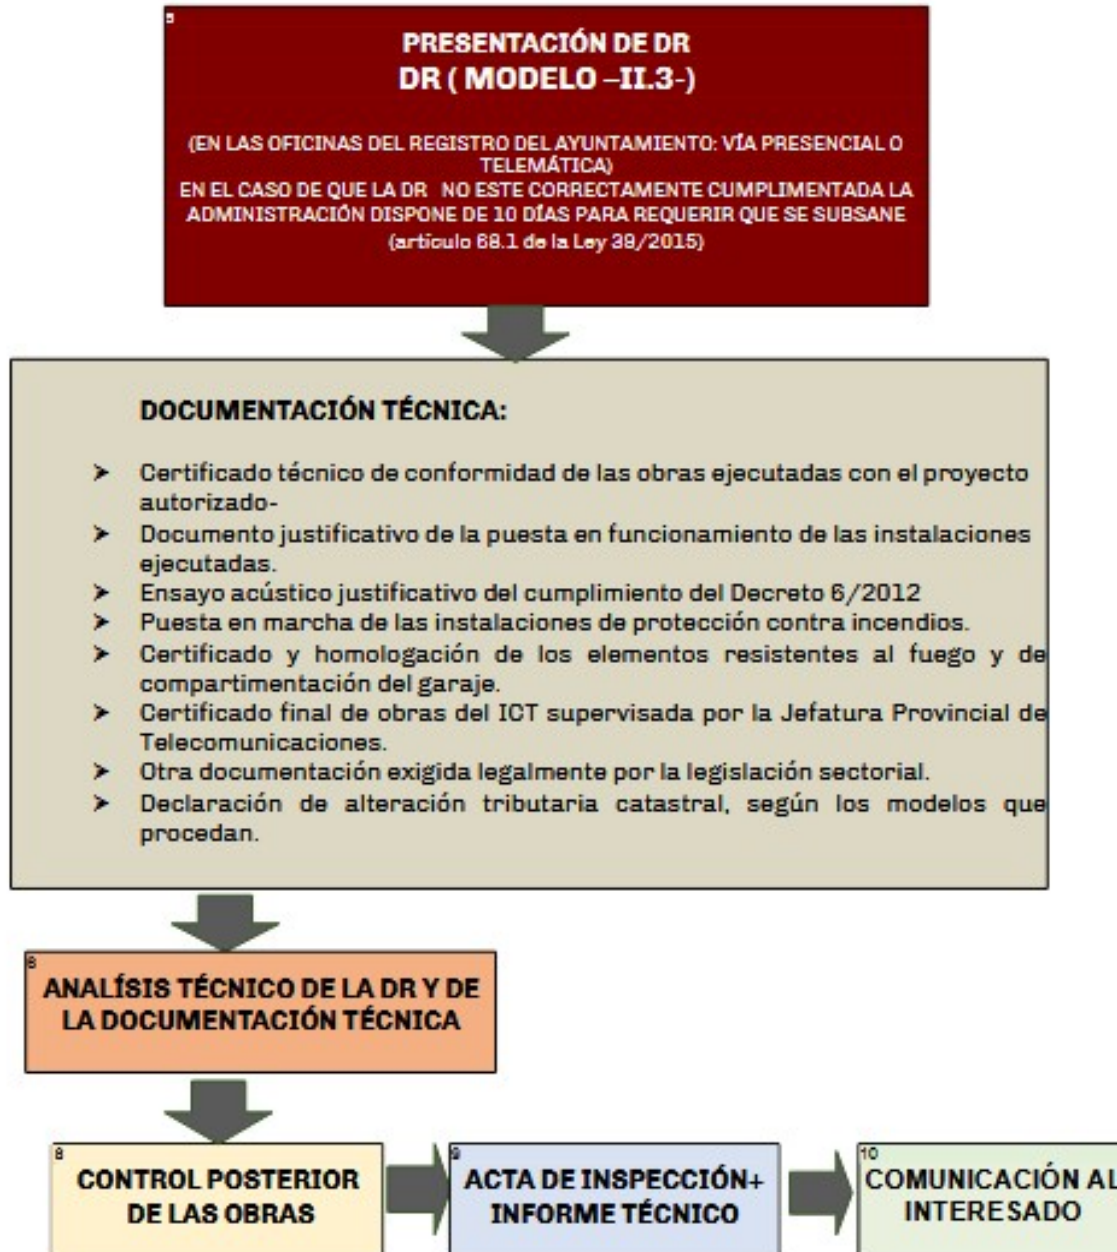 5
PRESENTACIÓN DE DR
DR ( MODELO –II.3-)
(EN LAS OFICINAS DEL REGISTRO DEL AYUNTAMIENTO: VÍA PRESENCIAL O
TELEMÁTICA)
EN EL CASO DE QUE LA DR NO ESTE CORRECTAMENTE CUMPLIMENTADA LA
ADMINISTRACIÓN DISPONE DE 10 DÍAS PARA REQUERIR QUE SE SUBSANE
(artículo 68.1 de la Ley 39/2015)
DOCUMENTACIÓN TÉCNICA:
➢ Certificado técnico de conformidad de las obras ejecutadas con el proyecto
autorizado-
➢ Documento justificativo de la puesta en funcionamiento de las instalaciones
ejecutadas.
➢ Ensayo acústico justificativo del cumplimiento del Decreto 6/2012
➢ Puesta en marcha de las instalaciones de protección contra incendios.
➢ Certificado y homologación de los elementos resistentes al fuego y de
compartimentación del garaje.
➢ Certificado final de obras del ICT supervisada por la Jefatura Provincial de
Telecomunicaciones.
➢ Otra documentación exigida legalmente por la legislación sectorial.
➢ Declaración de alteración tributaria catastral, según los modelos que
procedan.
6
ANALÍSIS TÉCNICO DE LA DR Y DE
LA DOCUMENTACIÓN TÉCNICA
8
CONTROL POSTERIOR
DE LAS OBRAS
9
ACTA DE INSPECCIÓN+
INFORME TÉCNICO
10
COMUNICACIÓN AL
INTERESADO